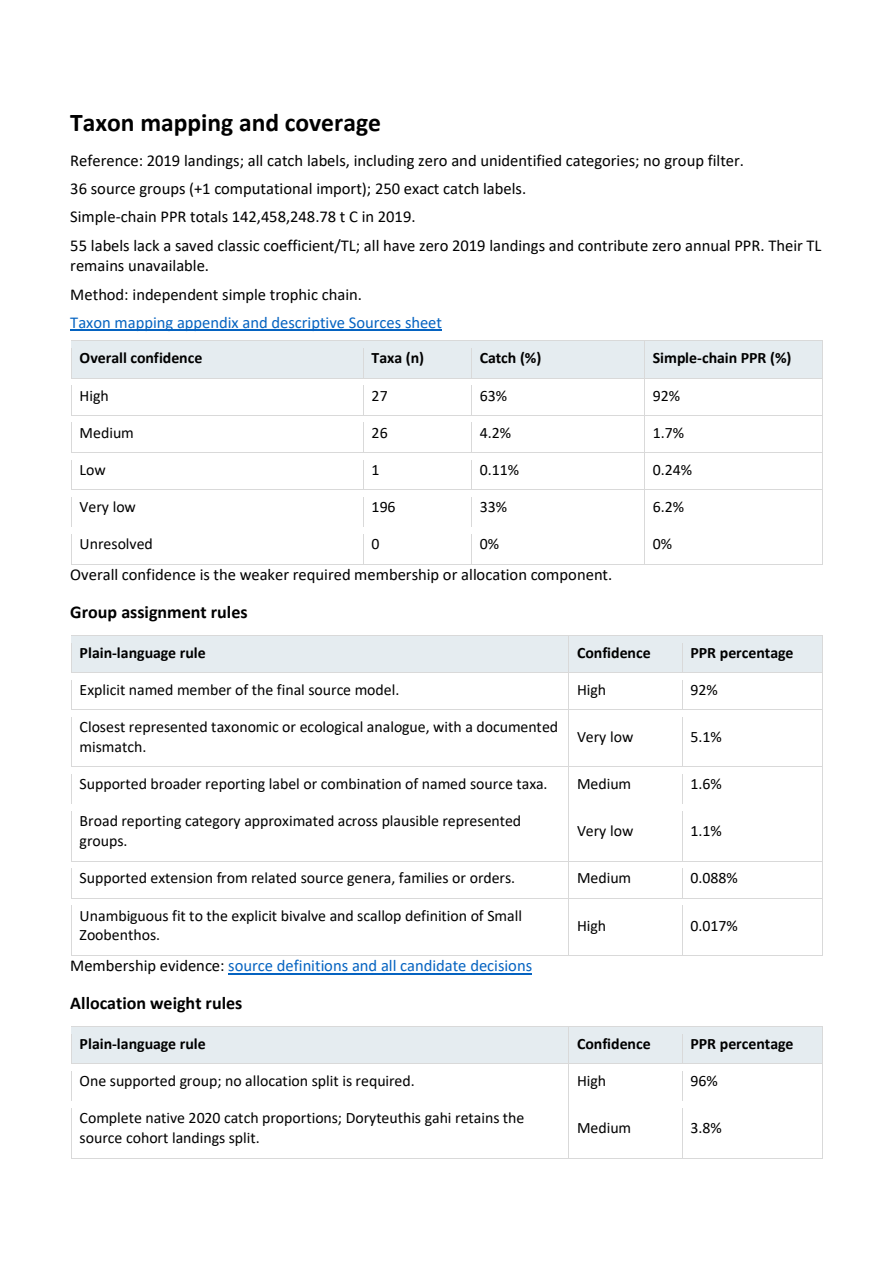 Taxon mapping and coverage
Reference: 2019 landings; all catch labels, including zero and unidentified categories; no group filter.
36 source groups (+1 computational import); 250 exact catch labels.
Simple-chain PPR totals 142,458,248.78 t C in 2019.
55 labels lack a saved classic coefficient/TL; all have zero 2019 landings and contribute zero annual PPR. Their TL
remains unavailable.
Method: independent simple trophic chain.
Taxon mapping appendix and descriptive Sources sheet
Overall confidence Taxa (n) Catch (%) Simple-chain PPR (%)
High 27 63% 92%
Medium 26 4.2% 1.7%
Low 1 0.11% 0.24%
Very low 196 33% 6.2%
Unresolved 0 0% 0%
Overall confidence is the weaker required membership or allocation component.
Group assignment rules
Plain-language rule Confidence PPR percentage
Explicit named member of the final source model. High 92%
Closest represented taxonomic or ecological analogue, with a documented
mismatch. Very low 5.1%
Supported broader reporting label or combination of named source taxa. Medium 1.6%
Broad reporting category approximated across plausible represented
groups. Very low 1.1%
Supported extension from related source genera, families or orders. Medium 0.088%
Unambiguous fit to the explicit bivalve and scallop definition of Small
Zoobenthos. High 0.017%
Membership evidence: source definitions and all candidate decisions
Allocation weight rules
Plain-language rule Confidence PPR percentage
One supported group; no allocation split is required. High 96%
Complete native 2020 catch proportions; Doryteuthis gahi retains the
source cohort landings split. Medium 3.8%